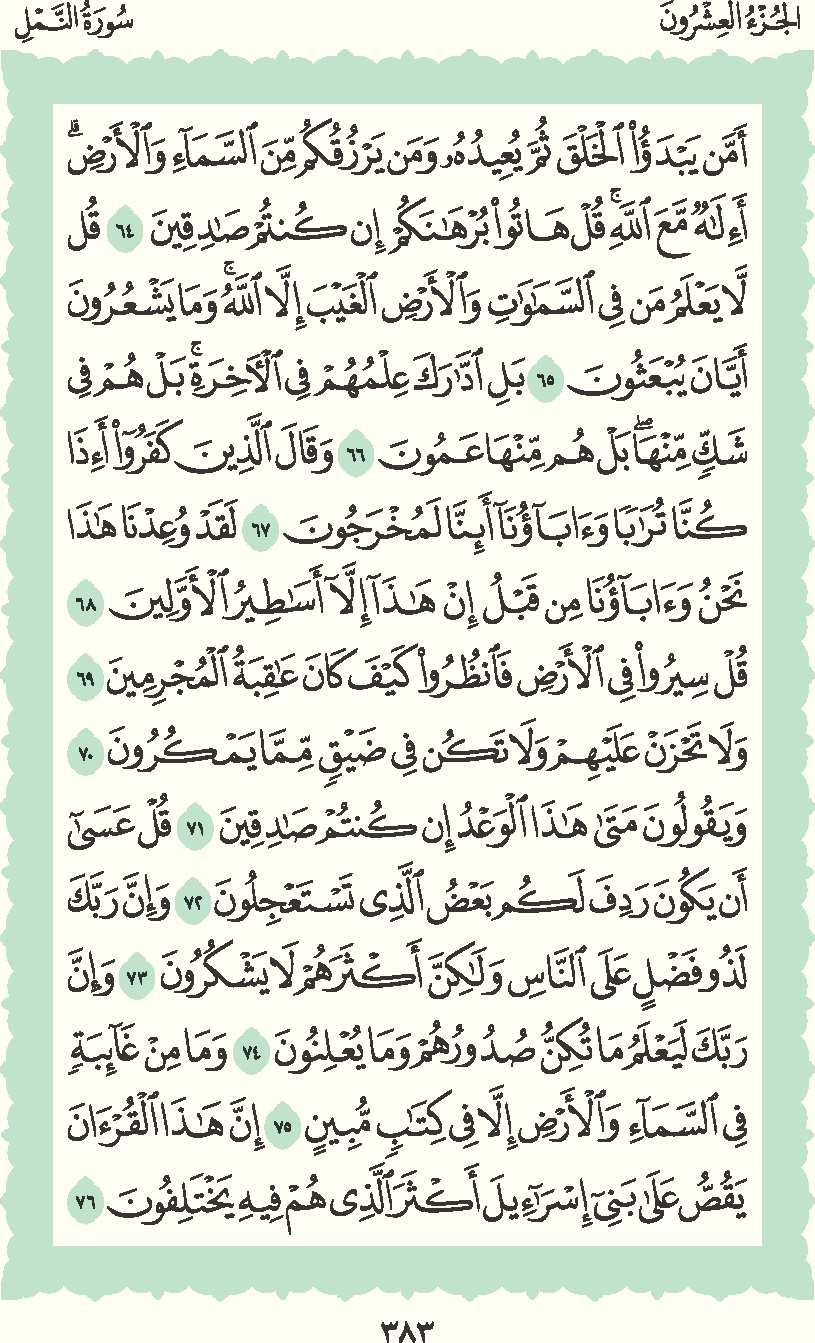 الجُزْءُ العِشْرُونَ
سُورَةُ النَّمْلِ
أَمَّن يَبْدَؤُا۟ ٱلْخَلْقَ ثُمَّ يُعِيدُهُۥ وَمَن يَرْزُقُكُم مِّنَ ٱلسَّمَآءِ وَٱلْأَرْضِ ۗ
أَءِلَـٰهٌ مَّعَ ٱللَّهِ ۚ قُلْ هَاتُوا۟ بُرْهَـٰنَكُمْ إِن كُنتُمْ صَـٰدِقِينَ ٦٤ قُل
لَّا يَعْلَمُ مَن فِى ٱلسَّمَـٰوَٰتِ وَٱلْأَرْضِ ٱلْغَيْبَ إِلَّا ٱللَّهُ ۚ وَمَا يَشْعُرُونَ
أَيَّانَ يُبْعَثُونَ ٦٥ بَلِ ٱدَّٰرَكَ عِلْمُهُمْ فِى ٱلْـَٔاخِرَةِ ۚ بَلْ هُمْ فِى
شَكٍّ مِّنْهَا ۖ بَلْ هُم مِّنْهَا عَمُونَ ٦٦ وَقَالَ ٱلَّذِينَ كَفَرُوٓا۟ أَءِذَا
كُنَّا تُرَٰبًا وَءَابَآؤُنَآ أَئِنَّا لَمُخْرَجُونَ ٦٧ لَقَدْ وُعِدْنَا هَـٰذَا
نَحْنُ وَءَابَآؤُنَا مِن قَبْلُ إِنْ هَـٰذَآ إِلَّآ أَسَـٰطِيرُ ٱلْأَوَّلِينَ ٦٨
قُلْ سِيرُوا۟ فِى ٱلْأَرْضِ فَٱنظُرُوا۟ كَيْفَ كَانَ عَـٰقِبَةُ ٱلْمُجْرِمِينَ ٦٩
وَلَا تَحْزَنْ عَلَيْهِمْ وَلَا تَكُن فِى ضَيْقٍ مِّمَّا يَمْكُرُونَ ٧٠
وَيَقُولُونَ مَتَىٰ هَـٰذَا ٱلْوَعْدُ إِن كُنتُمْ صَـٰدِقِينَ ٧١ قُلْ عَسَىٰٓ
أَن يَكُونَ رَدِفَ لَكُم بَعْضُ ٱلَّذِى تَسْتَعْجِلُونَ ٧٢ وَإِنَّ رَبَّكَ
لَذُو فَضْلٍ عَلَى ٱلنَّاسِ وَلَـٰكِنَّ أَكْثَرَهُمْ لَا يَشْكُرُونَ ٧٣ وَإِنَّ
رَبَّكَ لَيَعْلَمُ مَا تُكِنُّ صُدُورُهُمْ وَمَا يُعْلِنُونَ ٧٤ وَمَا مِنْ غَآئِبَةٍ
فِى ٱلسَّمَآءِ وَٱلْأَرْضِ إِلَّا فِى كِتَـٰبٍ مُّبِينٍ ٧٥ إِنَّ هَـٰذَا ٱلْقُرْءَانَ
يَقُصُّ عَلَىٰ بَنِىٓ إِسْرَٰٓءِيلَ أَكْثَرَ ٱلَّذِى هُمْ فِيهِ يَخْتَلِفُونَ ٧٦
٣٨٣